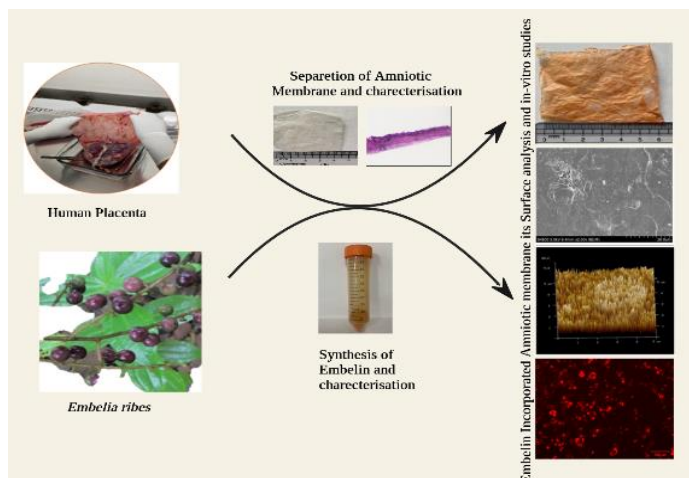 Separetion of Amniotic
Membrane and charecterisation
Human Placenta
Synthesis of
Embelin and
charecterisation
Embelia ribes
Embelin Incorporated Amniotic membrane its Surface analysis and in-vitro studies